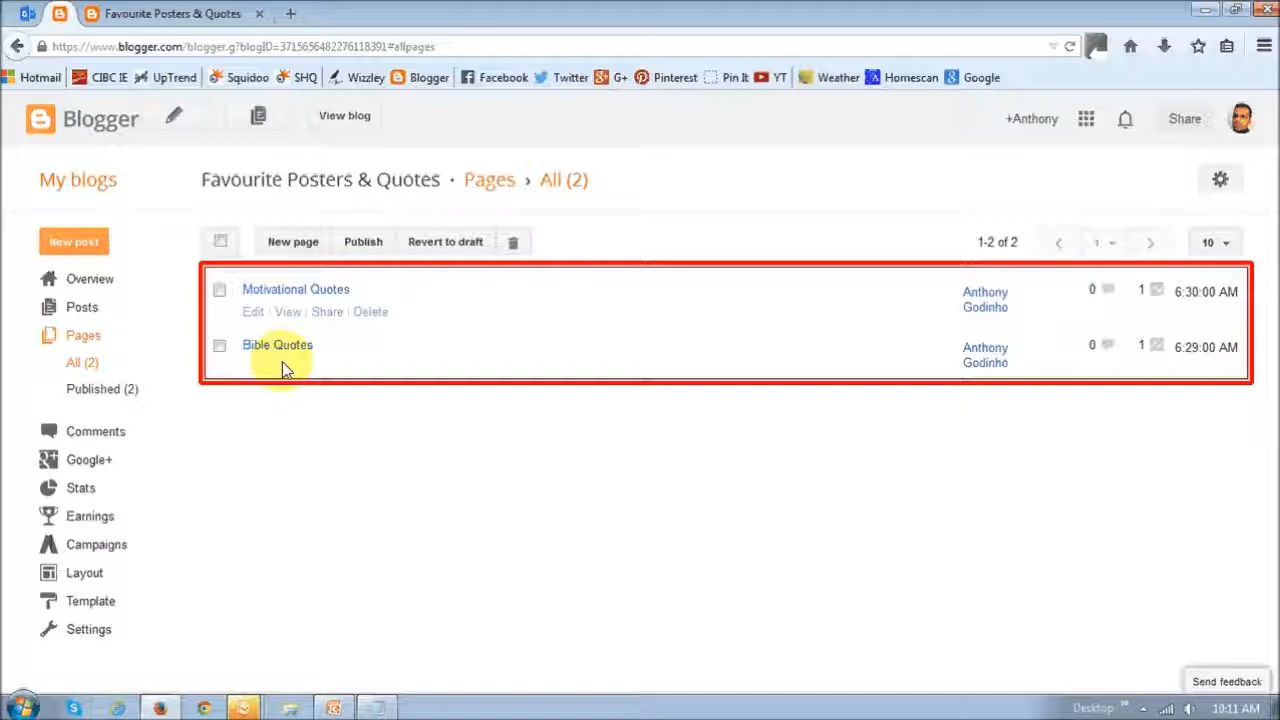 Favourite Posters & Quotes
https://www.blogger.com/blogger.g?blogID=3715656482276118391#allpages
Hotmail CIBC IE UpTrend Squidoo SHQ Wizzley Blogger Facebook Twitter G+ Pinterest Pin It YT Weather Homescan Google
Blogger View blog +Anthony Share
My blogs Favourite Posters & Quotes · Pages › All (2)
New post New page Publish Revert to draft 1-2 of 2 1 10
Overview
Posts
Pages
All (2)
Published (2)
Comments
Google+
Stats
Earnings
Campaigns
Layout
Template
Settings
Motivational Quotes Anthony Godinho 0 1 6:30:00 AM
Edit | View | Share | Delete
Bible Quotes Anthony Godinho 0 1 6:29:00 AM
Send feedback
Desktop 10:11 AM